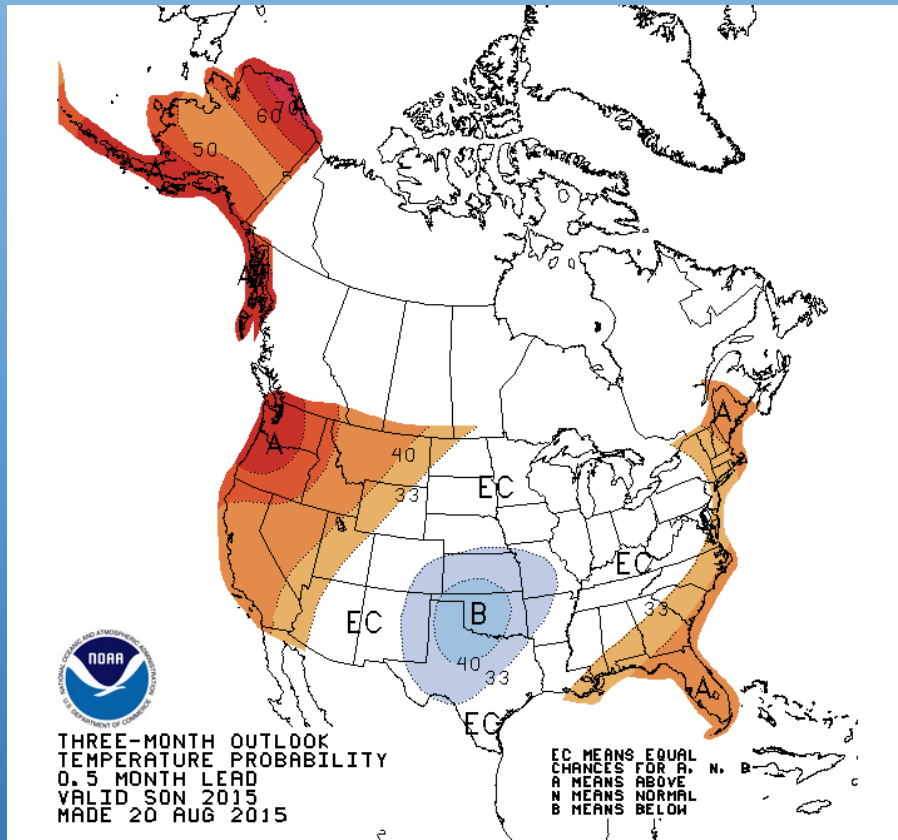 70
60
A
50
A
5
A
A
A
40
EC
33
EC
33
B
EC
40
33
A
EC
NATIONAL OCEANIC AND ATMOSPHERIC ADMINISTRATION
NOAA
U.S. DEPARTMENT OF COMMERCE
THREE-MONTH OUTLOOK
TEMPERATURE PROBABILITY
0.5 MONTH LEAD
VALID SON 2015
MADE 20 AUG 2015
EC MEANS EQUAL
CHANCES FOR A, N, B
A MEANS ABOVE
N MEANS NORMAL
B MEANS BELOW